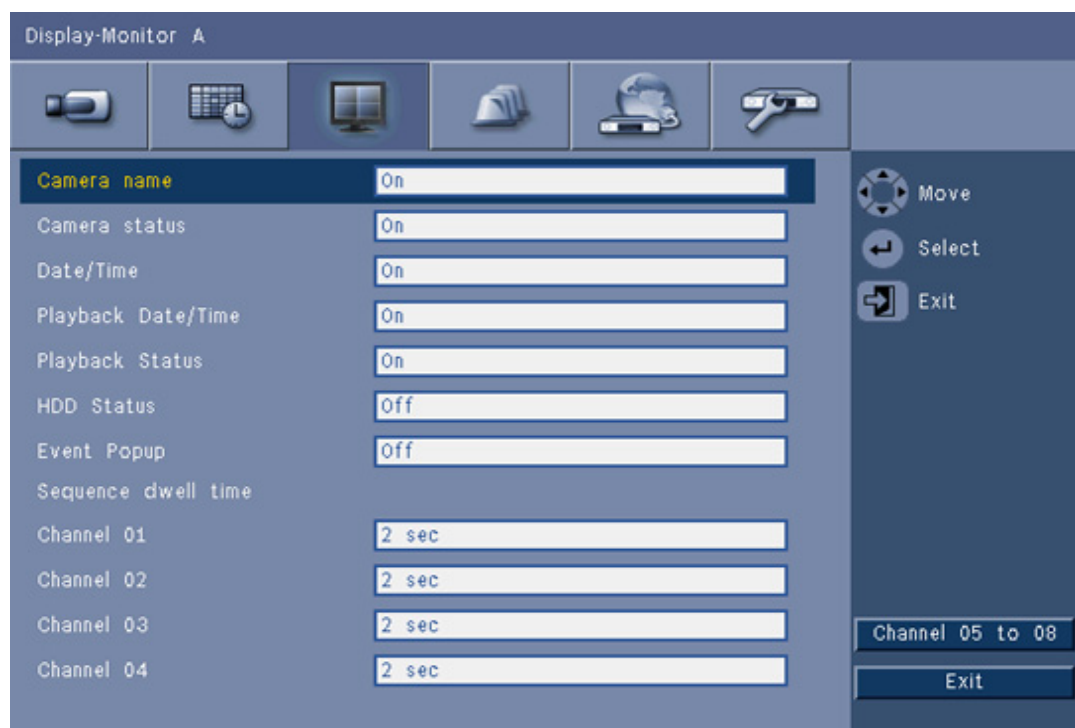 Display-Monitor A
Camera name On
Camera status On
Date/Time On
Playback Date/Time On
Playback Status On
HDD Status Off
Event Popup Off
Sequence dwell time
Channel 01 2 sec
Channel 02 2 sec
Channel 03 2 sec
Channel 04 2 sec
Move
Select
Exit
Channel 05 to 08
Exit